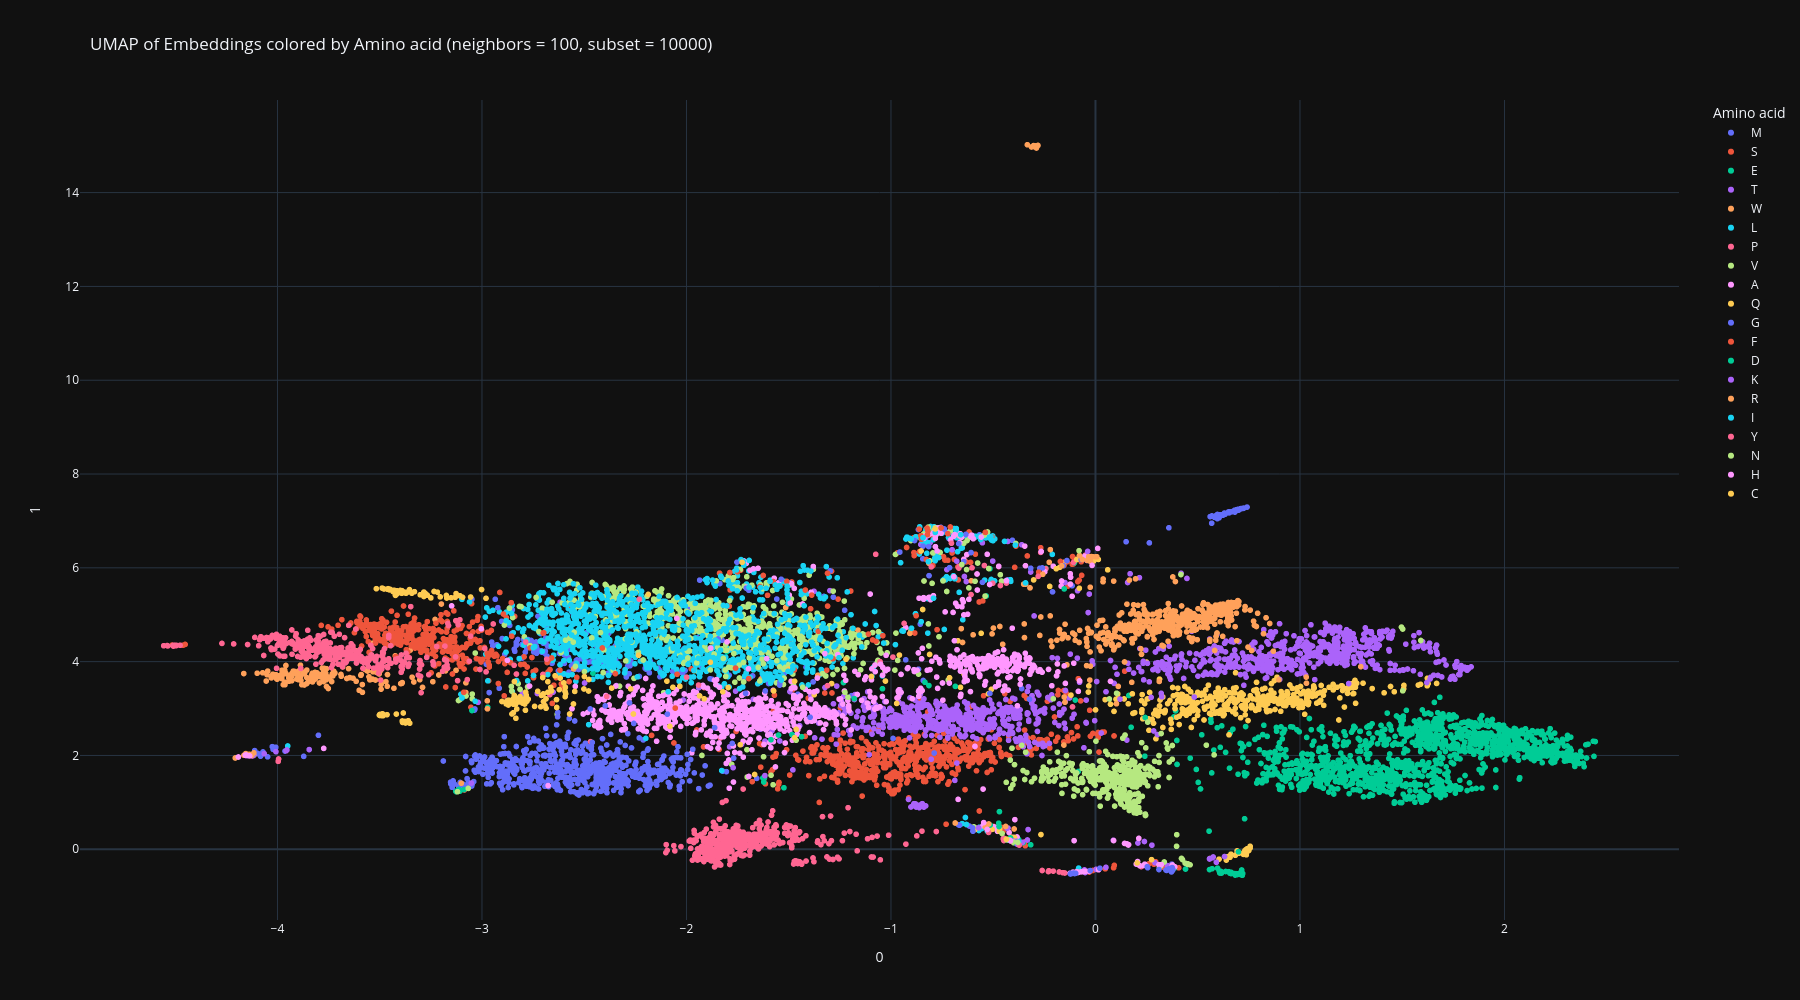 UMAP of Embeddings colored by Amino acid (neighbors = 100, subset = 10000)
Amino acid
M
S
E
T
W
L
P
V
A
Q
G
F
D
K
R
I
Y
N
H
C
14
12
10
8
6
4
2
0
1
−4
−3
−2
−1
0
1
2
0